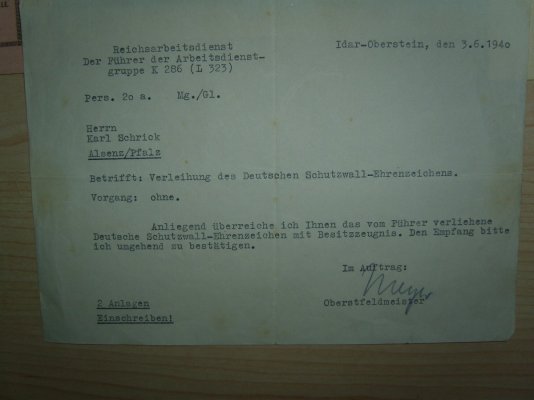 Reichsarbeitsdienst
Der Führer der Arbeitsdienst-
gruppe K 286 (L 323)
Idar-Oberstein, den 3.6.1940
Pers. 2o a. Mg./Gl.
Herrn
Karl Schrick
Alsenz/Pfalz
Betrifft: Verleihung des Deutschen Schutzwall-Ehrenzeichens.
Vorgang: ohne.
Anliegend überreiche ich Ihnen das vom Führer verliehene
Deutsche Schutzwall-Ehrenzeichen mit Besitzzeugnis. Den Empfang bitte
ich umgehend zu bestätigen.
Im Auftrag:
Meyer
Oberstfeldmeister
2 Anlagen
Einschreiben!